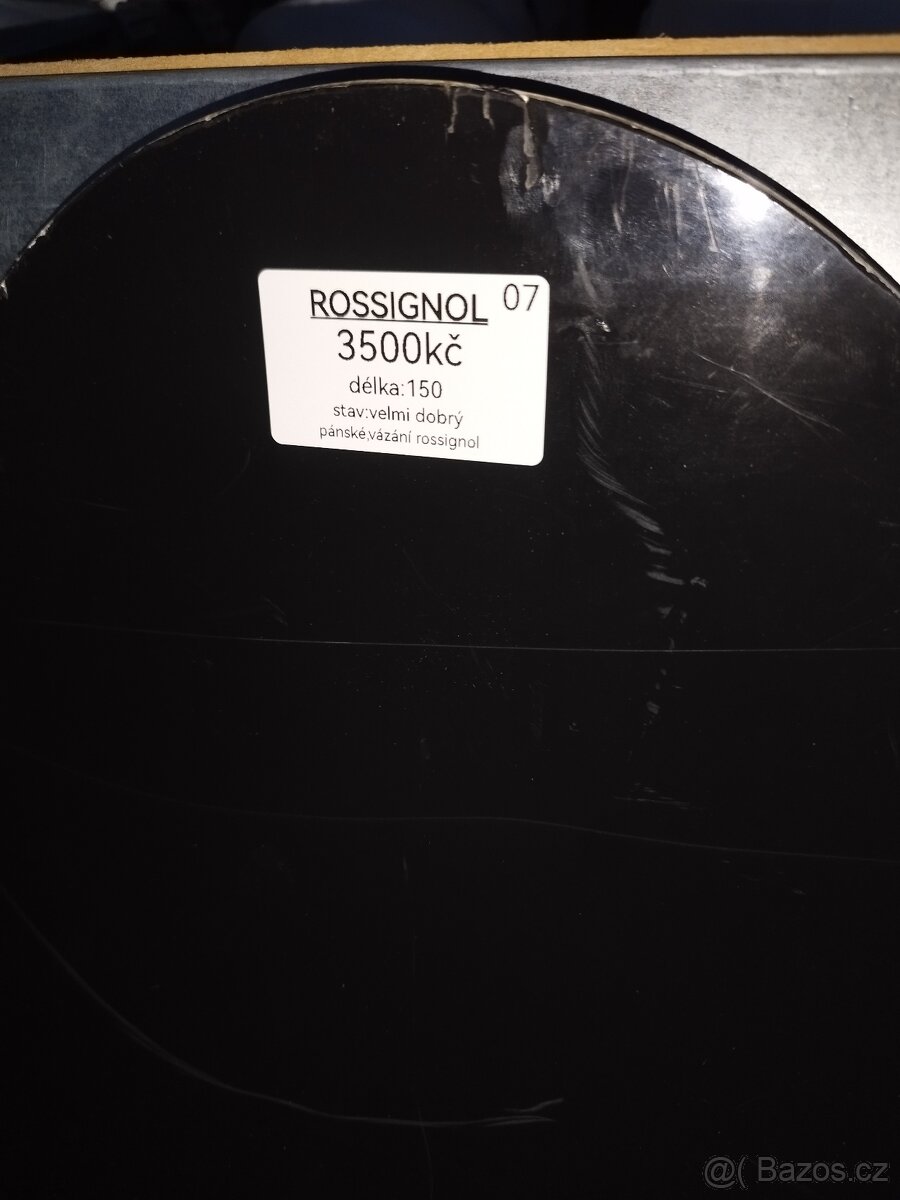 ROSSIGNOL 07
3500kč
délka:150
stav:velmi dobrý
pánské,vázání rossignol
@( Bazos.cz